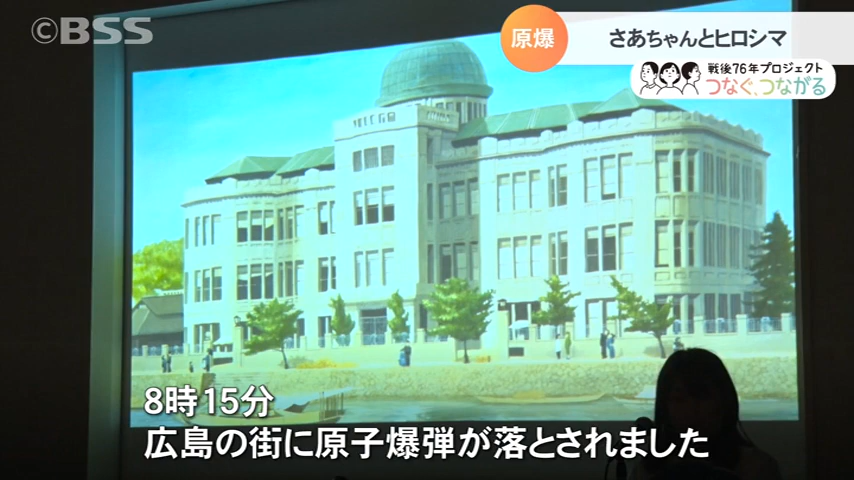 ©BSS
原爆
さあちゃんとヒロシマ
戦後76年プロジェクト
つなぐ、つながる
8時15分
広島の街に原子爆弾が落とされました